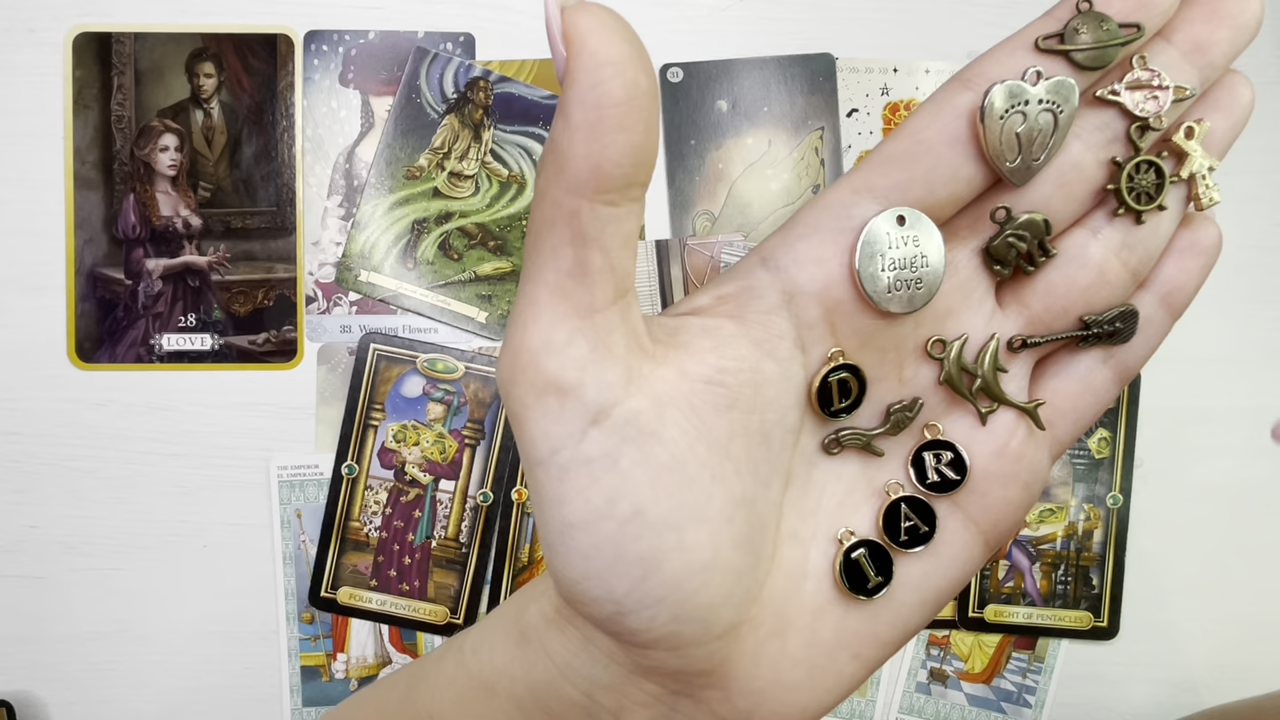 28
LOVE
33. Weaving Flowers
31
live
laugh
love
D
R
A
I
THE EMPEROR
EL EMPERADOR
FOUR OF PENTACLES
EIGHT OF PENTACLES